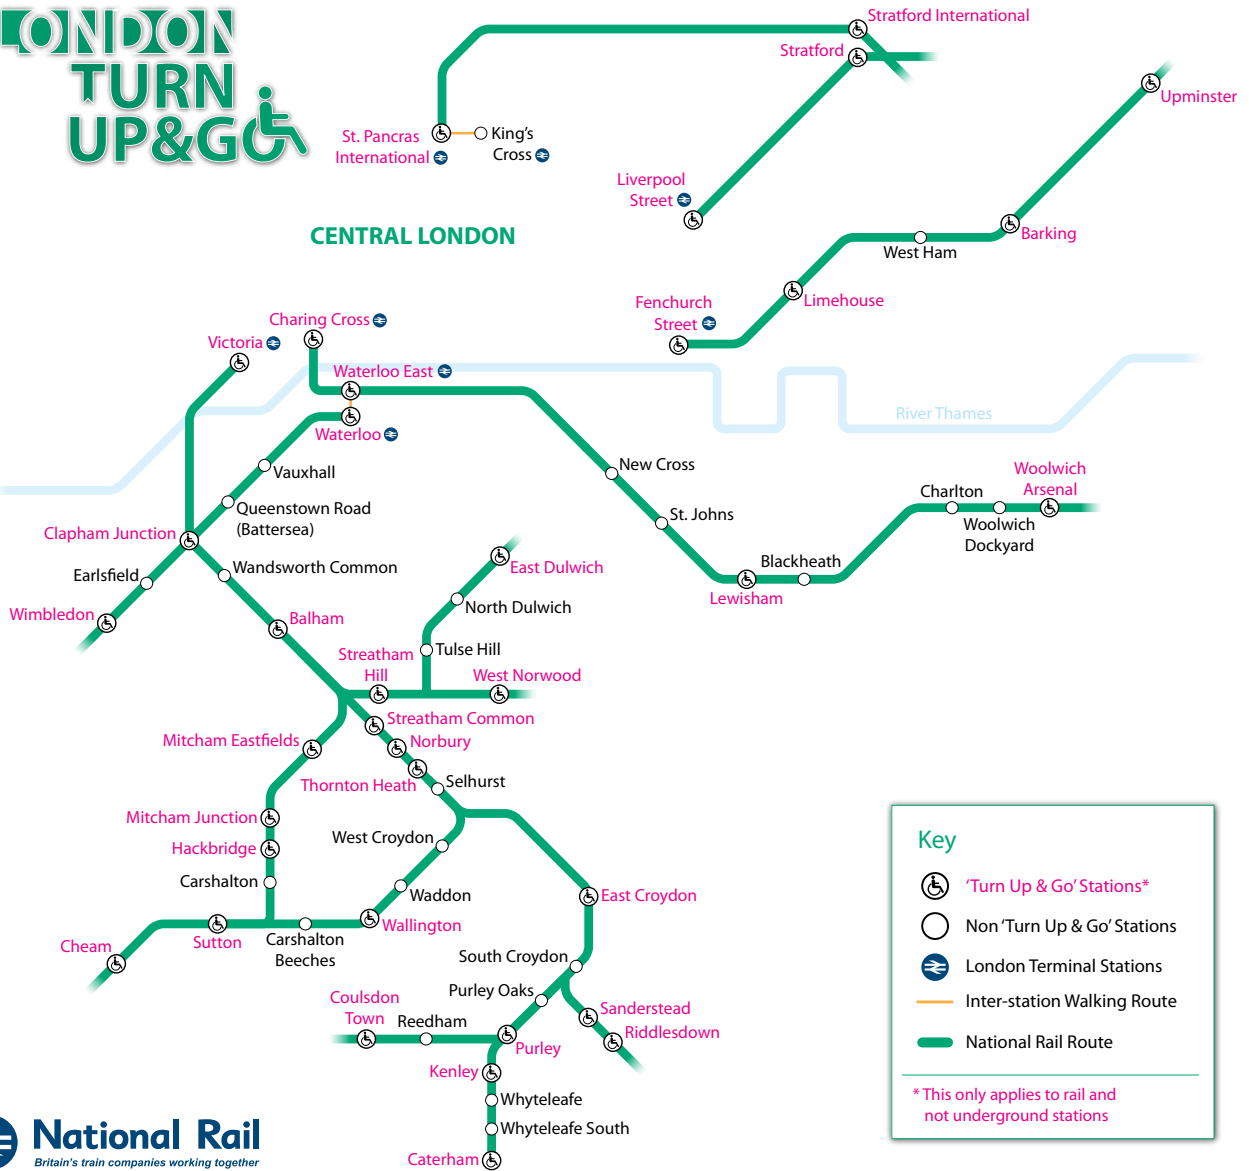 LONDON
TURN
UP&GO
Stratford International
Stratford
Upminster
St. Pancras
International
King's
Cross
Liverpool
Street
CENTRAL LONDON
Barking
West Ham
Limehouse
Fenchurch
Street
Charing Cross
Victoria
Waterloo East
River Thames
Waterloo
Vauxhall
New Cross
Woolwich
Arsenal
Charlton
Queenstown Road
(Battersea)
St. Johns
Woolwich
Dockyard
Clapham Junction
Blackheath
Earlsfield
Wandsworth Common
East Dulwich
Lewisham
Wimbledon
Balham
North Dulwich
Streatham
Hill
Tulse Hill
West Norwood
Streatham Common
Mitcham Eastfields
Norbury
Thornton Heath
Selhurst
Mitcham Junction
West Croydon
Hackbridge
Carshalton
Waddon
East Croydon
Wallington
Cheam
Sutton
Carshalton
Beeches
South Croydon
Purley Oaks
Coulsdon
Town
Reedham
Sanderstead
Riddlesdown
Purley
Kenley
Whyteleafe
Whyteleafe South
Caterham
Key
'Turn Up & Go' Stations*
Non 'Turn Up & Go' Stations
London Terminal Stations
Inter-station Walking Route
National Rail Route
* This only applies to rail and
not underground stations
National Rail
Britain's train companies working together